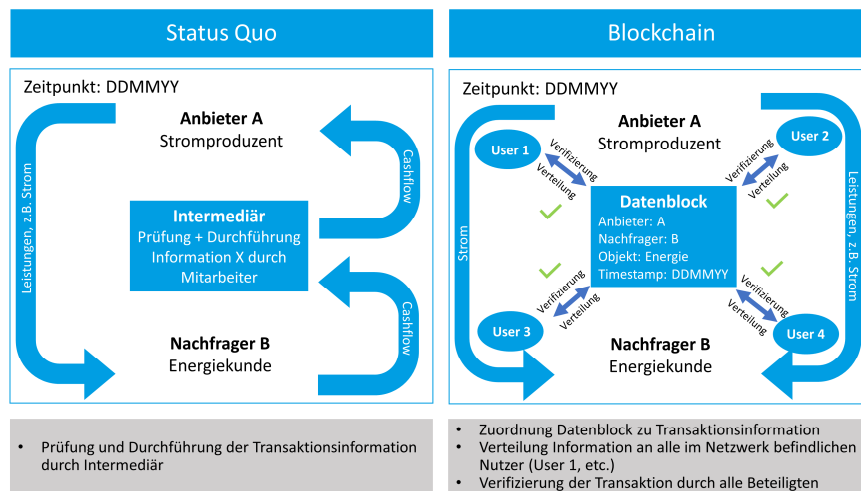 Status Quo
Zeitpunkt: DDMMYY
Anbieter A
Stromproduzent
Leistungen, z.B. Strom
Cashflow
Intermediär
Prüfung + Durchführung
Information X durch
Mitarbeiter
Cashflow
Nachfrager B
Energiekunde
• Prüfung und Durchführung der Transaktionsinformation
durch Intermediär
Blockchain
Zeitpunkt: DDMMYY
Anbieter A
Stromproduzent
User 1
Verifizierung
Verteilung
User 2
Verifizierung
Verteilung
Strom
Leistungen, z.B. Strom
Datenblock
Anbieter: A
Nachfrager: B
Objekt: Energie
Timestamp: DDMMYY
User 3
Verifizierung
Verteilung
User 4
Verifizierung
Verteilung
Nachfrager B
Energiekunde
• Zuordnung Datenblock zu Transaktionsinformation
• Verteilung Information an alle im Netzwerk befindlichen
Nutzer (User 1, etc.)
• Verifizierung der Transaktion durch alle Beteiligten